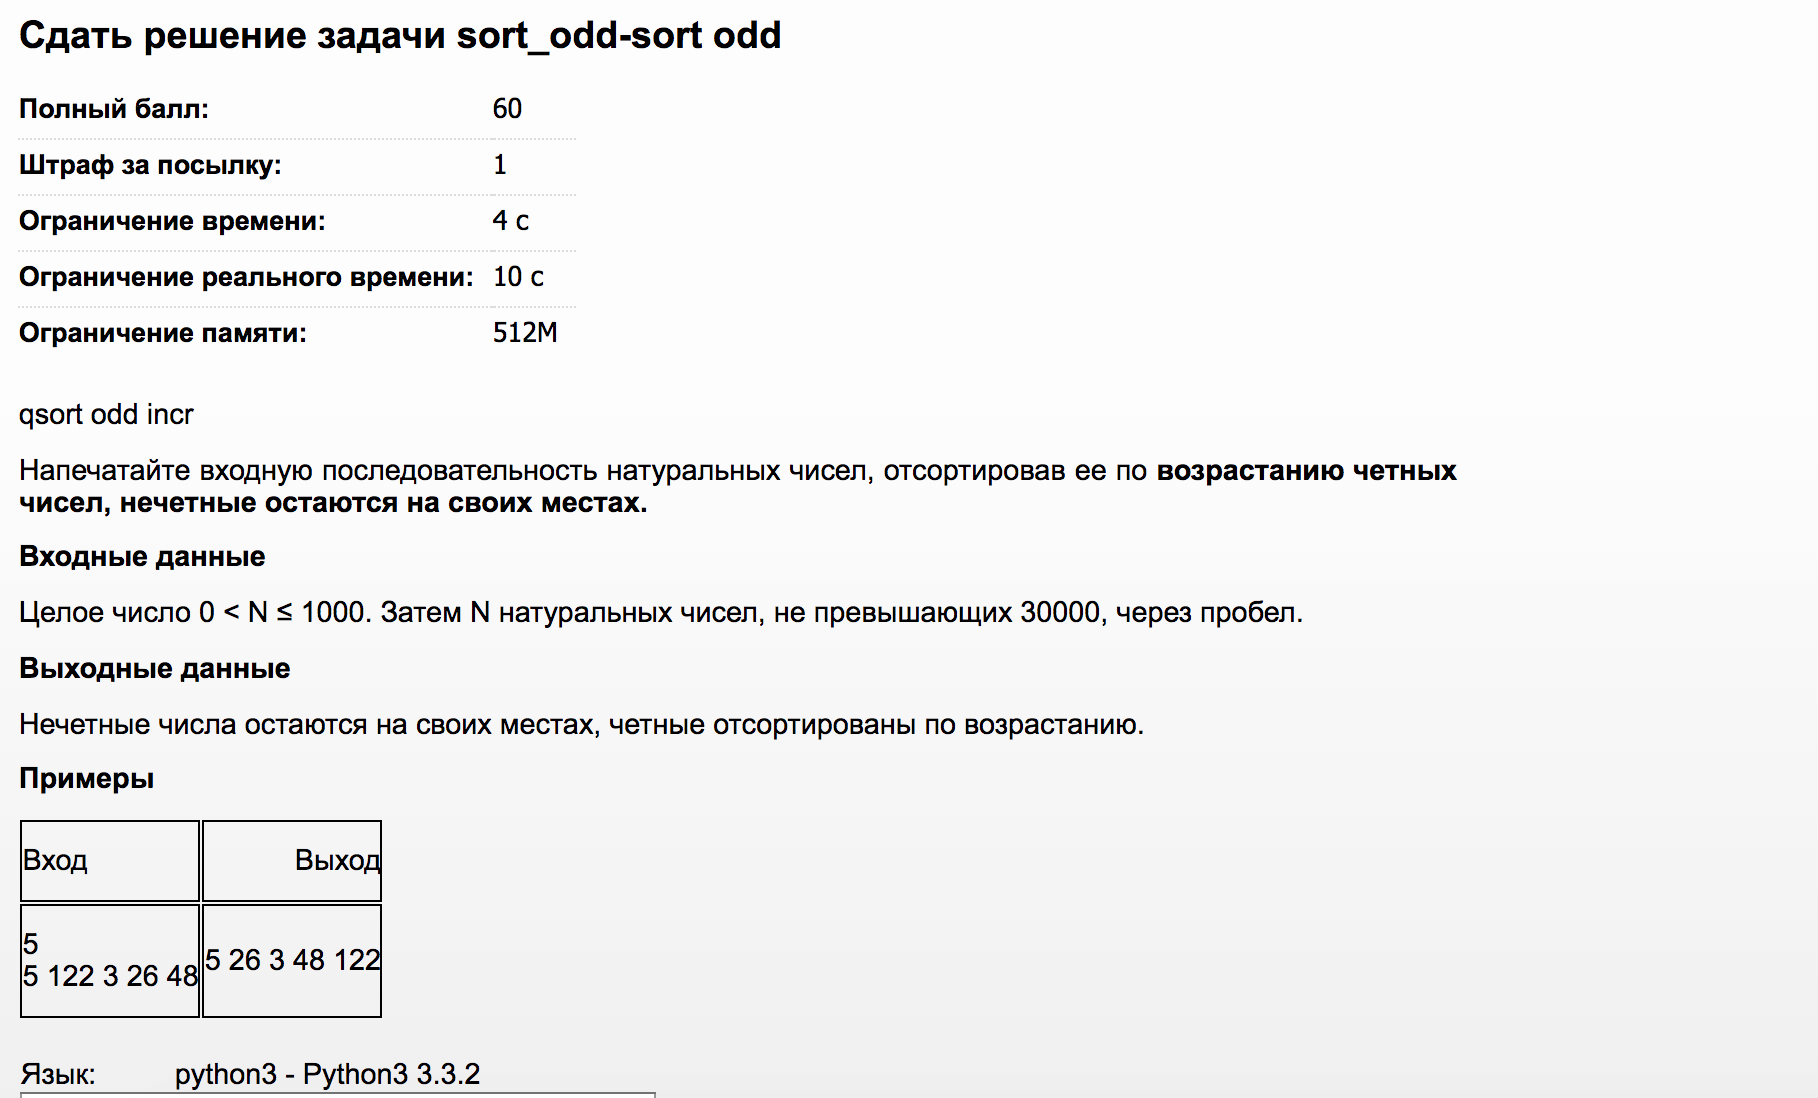 Сдать решение задачи sort_odd-sort odd
Полный балл: 60
Штраф за посылку: 1
Ограничение времени: 4 с
Ограничение реального времени: 10 с
Ограничение памяти: 512M
qsort odd incr
Напечатайте входную последовательность натуральных чисел, отсортировав ее по возрастанию четных
чисел, нечетные остаются на своих местах.
Входные данные
Целое число 0 < N ≤ 1000. Затем N натуральных чисел, не превышающих 30000, через пробел.
Выходные данные
Нечетные числа остаются на своих местах, четные отсортированы по возрастанию.
Примеры
Вход Выход
5
5 122 3 26 48
5 26 3 48 122
Язык: python3 - Python3 3.3.2